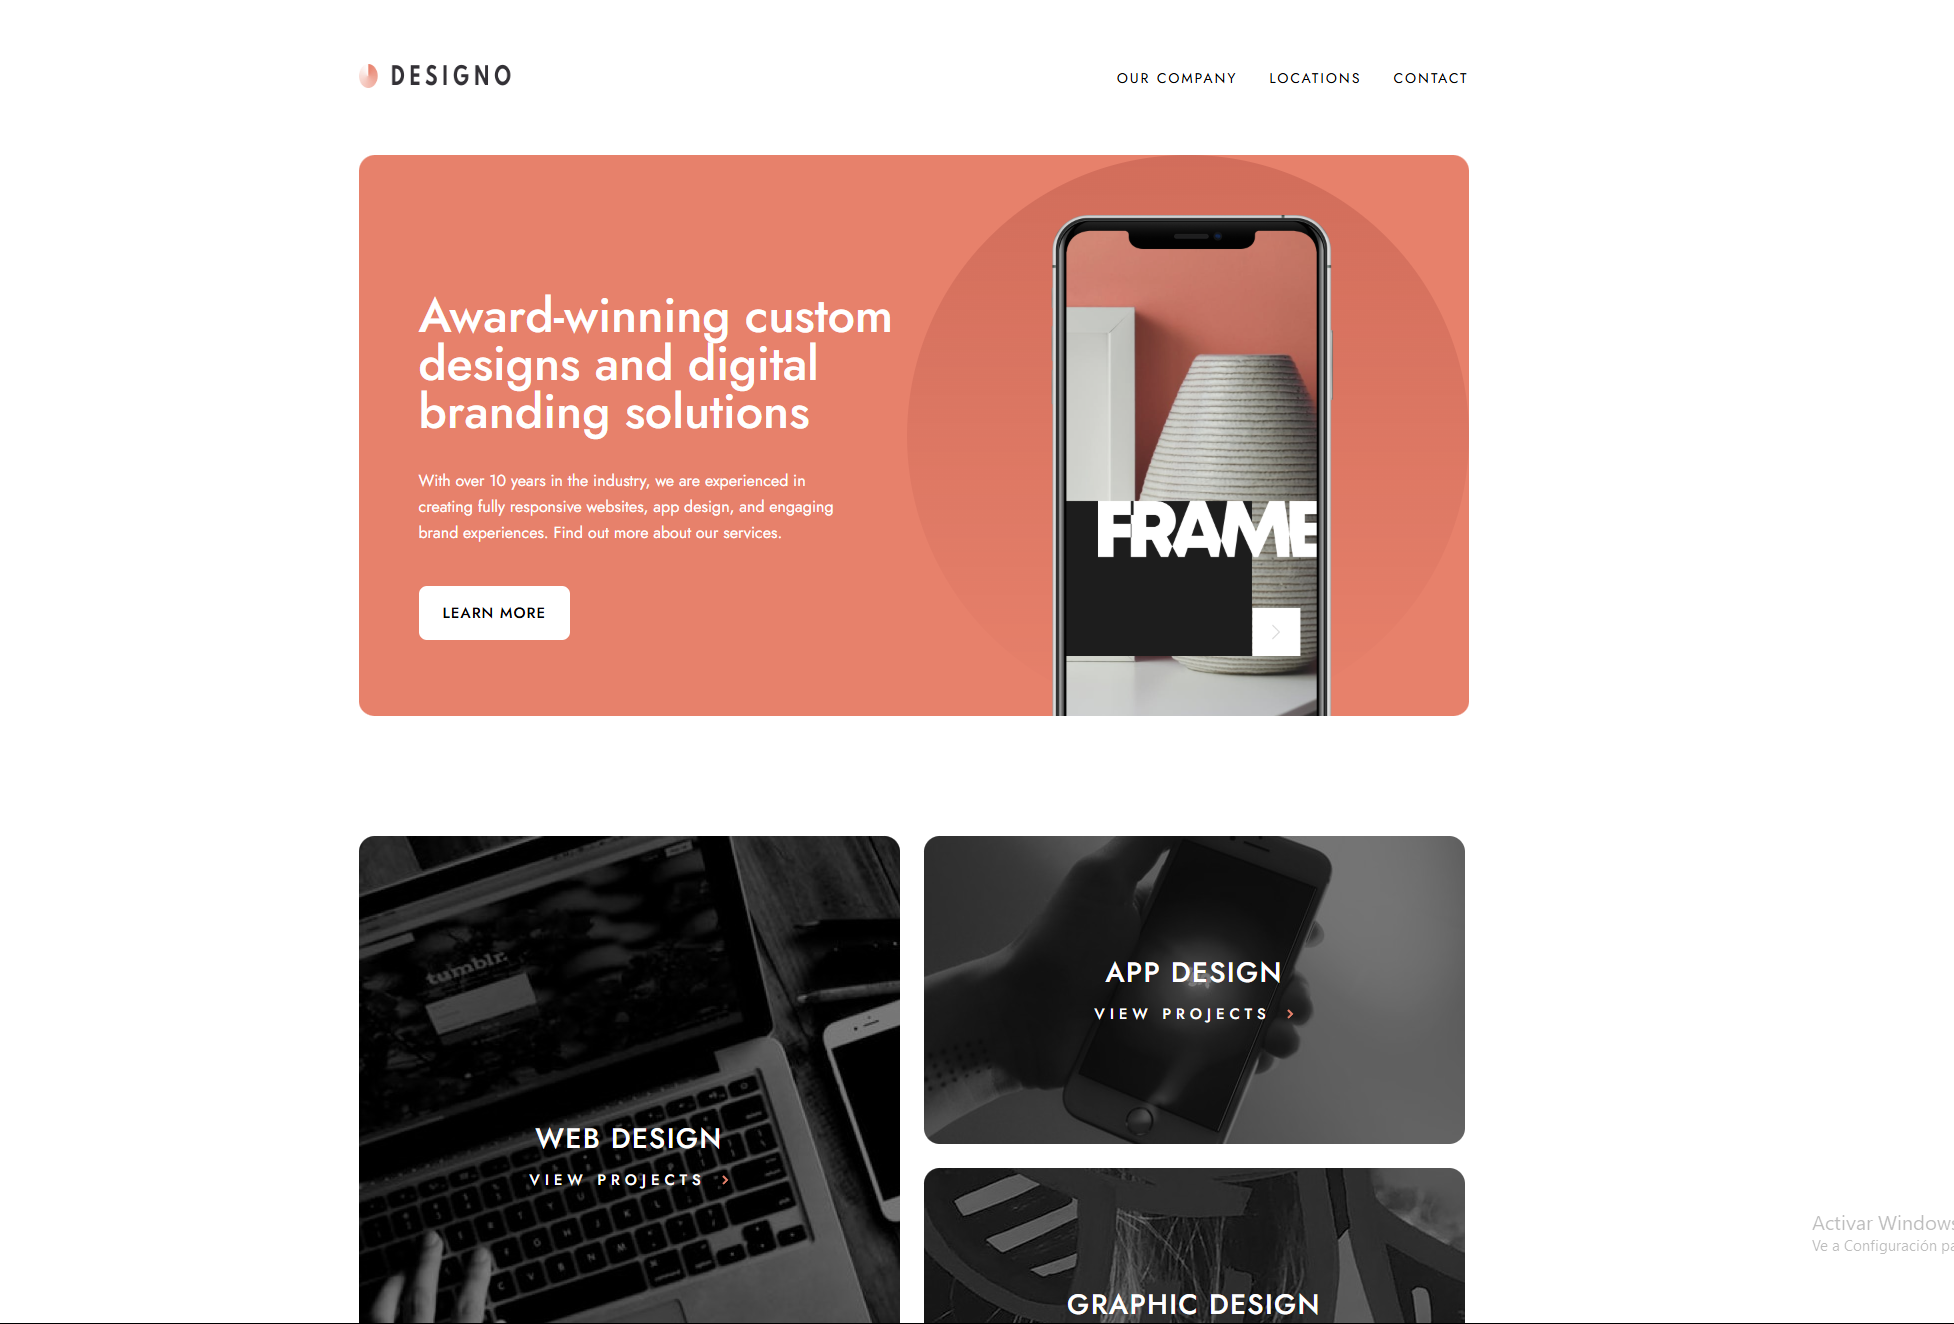 DESIGNO
OUR COMPANY LOCATIONS CONTACT
Award-winning custom
designs and digital
branding solutions
With over 10 years in the industry, we are experienced in
creating fully responsive websites, app design, and engaging
brand experiences. Find out more about our services.
LEARN MORE
FRAME
tumblr.
WEB DESIGN
VIEW PROJECTS
APP DESIGN
VIEW PROJECTS
GRAPHIC DESIGN
Activar Windows
Ve a Configuración pa